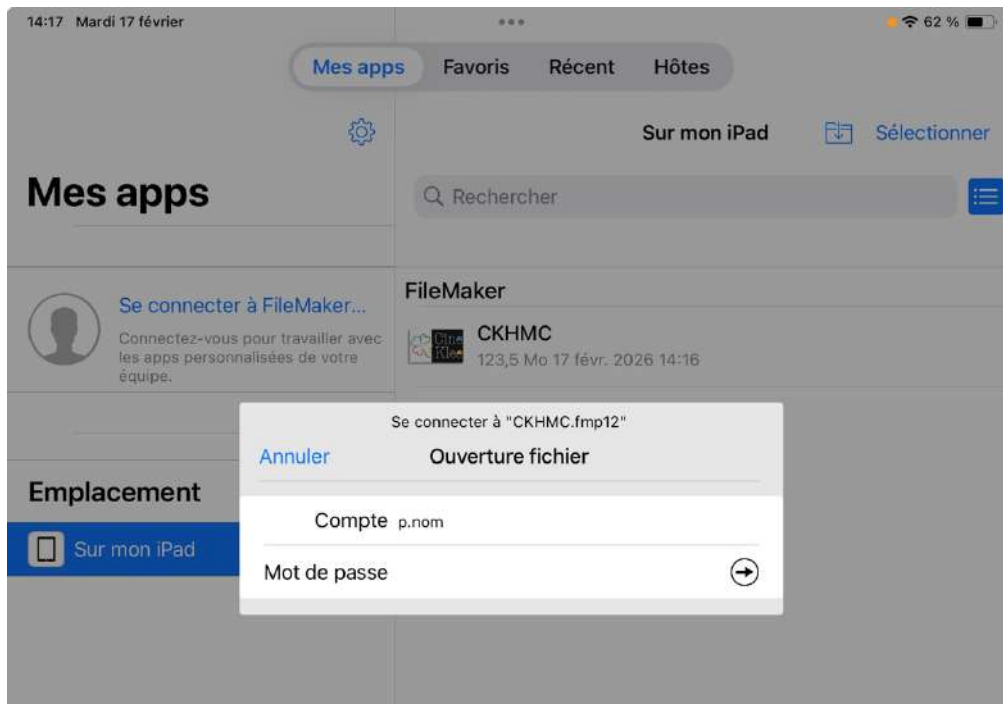 14:17 Mardi 17 février
62 %
Mes apps Favoris Récent Hôtes
Sur mon iPad
Sélectionner
Mes apps
Rechercher
Se connecter à FileMaker...
Connectez-vous pour travailler avec
les apps personnalisées de votre
équipe.
FileMaker
Cine
Klee
CKHMC
123,5 Mo 17 févr. 2026 14:16
Se connecter à "CKHMC.fmp12"
Annuler
Ouverture fichier
Compte p.nom
Mot de passe
Emplacement
Sur mon iPad